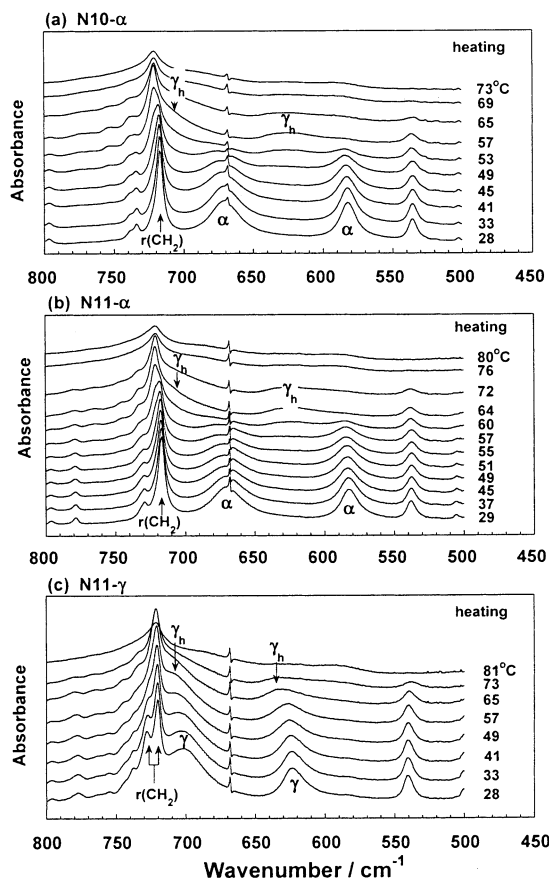 (a) N10-α
heating
γh
γh
73°C
69
65
57
53
49
45
41
33
28
α
α
r(CH2)
Absorbance
800 750 700 650 600 550 500 450
(b) N11-α
heating
γh
γh
80°C
76
72
64
60
57
55
51
49
45
37
29
α
α
r(CH2)
Absorbance
800 750 700 650 600 550 500 450
(c) N11-γ
heating
γh
γh
81°C
73
65
57
49
41
33
28
γ
γ
r(CH2)
Absorbance
800 750 700 650 600 550 500 450
Wavenumber / cm-1